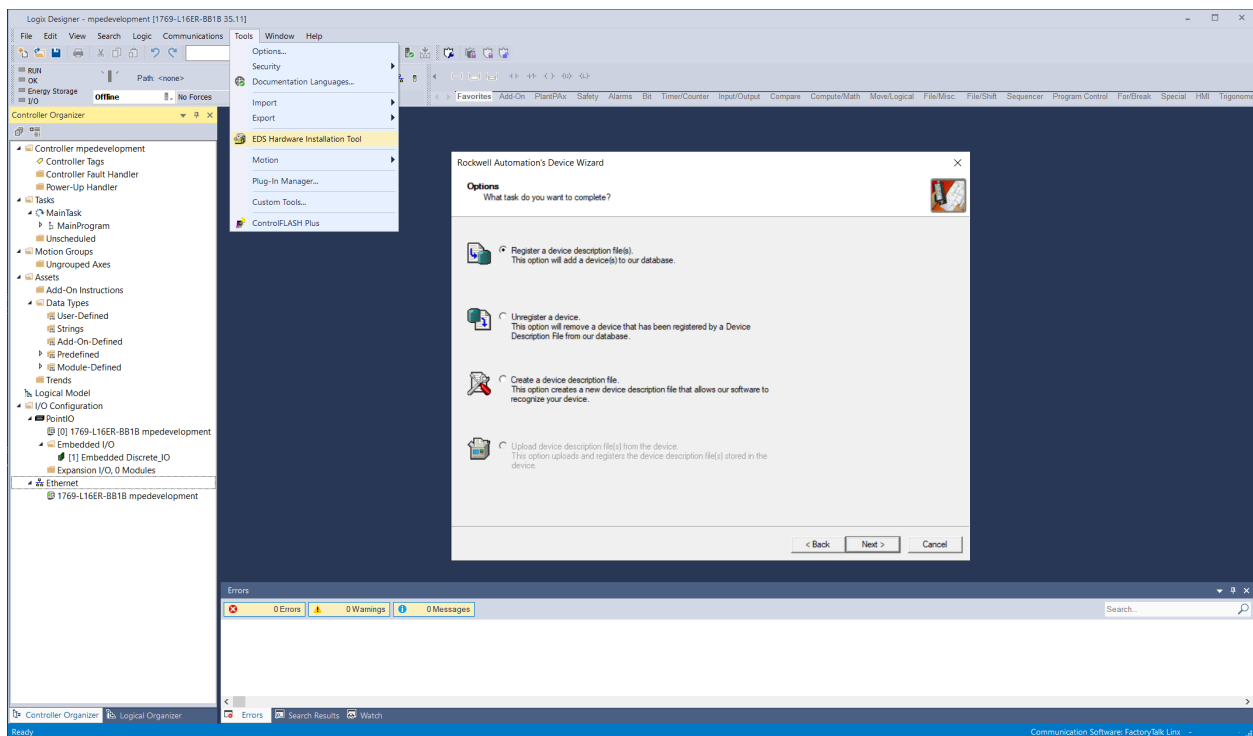 Logix Designer - mpedevelopment [1769-L16ER-BB1B 35.11]
File Edit View Search Logic Communications Tools Window Help
RUN
OK
Energy Storage
I/O
Path: <none>
Offline
No Forces
Favorites Add-On PlantPAx Safety Alarms Bit Timer/Counter Input/Output Compare Compute/Math Move/Logical File/Misc. File/Shift Sequencer Program Control For/Break Special HMI Trigonome
Options...
Security
Documentation Languages...
Import
Export
EDS Hardware Installation Tool
Motion
Plug-In Manager...
Custom Tools...
ControlFLASH Plus
Controller Organizer
Controller mpedevelopment
Controller Tags
Controller Fault Handler
Power-Up Handler
Tasks
MainTask
MainProgram
Unscheduled
Motion Groups
Ungrouped Axes
Assets
Add-On Instructions
Data Types
User-Defined
Strings
Add-On-Defined
Predefined
Module-Defined
Trends
Logical Model
I/O Configuration
PointIO
[0] 1769-L16ER-BB1B mpedevelopment
Embedded I/O
[1] Embedded Discrete_IO
Expansion I/O, 0 Modules
Ethernet
1769-L16ER-BB1B mpedevelopment
Controller Organizer Logical Organizer
Rockwell Automation's Device Wizard
Options
What task do you want to complete?
Register a device description file(s).
This option will add a device(s) to our database.
Unregister a device.
This option will remove a device that has been registered by a Device
Description File from our database.
Create a device description file.
This option creates a new device description file that allows our software to
recognize your device.
Upload device description file(s) from the device.
This option uploads and registers the device description file(s) stored in the
device.
< Back Next > Cancel
Errors
0 Errors 0 Warnings 0 Messages
Search...
Errors Search Results Watch
Ready
Communication Software: FactoryTalk Linx